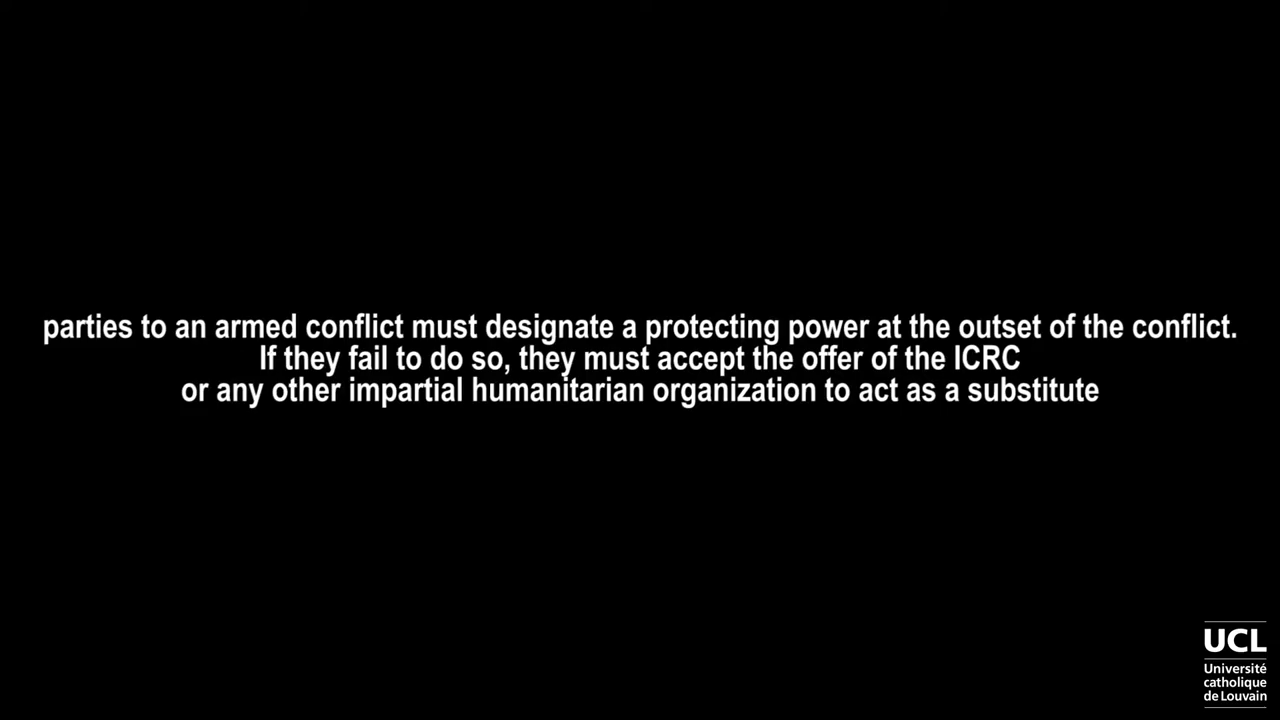 parties to an armed conflict must designate a protecting power at the outset of the conflict.
If they fail to do so, they must accept the offer of the ICRC
or any other impartial humanitarian organization to act as a substitute
UCL
Université
catholique
de Louvain